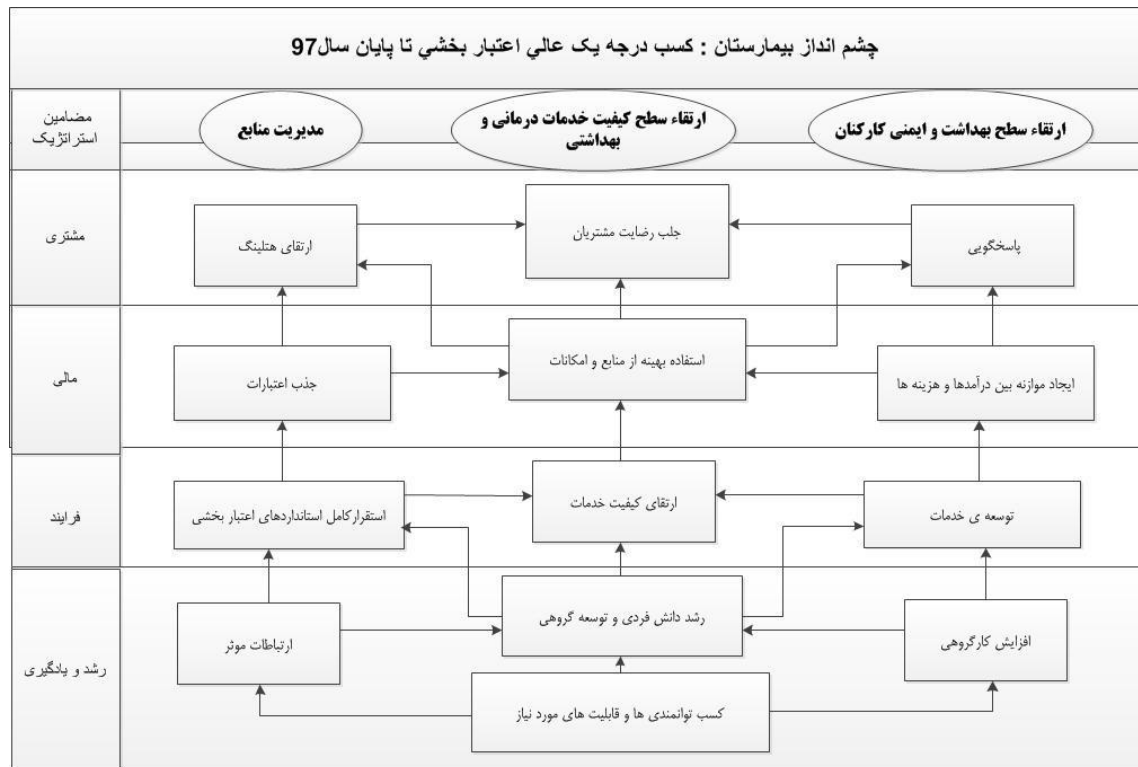 چشم انداز بیمارستان : کسب درجه یک عالي اعتبار بخشي تا پایان سال97
مضامین
استراتژیک
ارتقاء سطح بهداشت و ایمنی کارکنان
ارتقاء سطح کیفیت خدمات درمانی و
بهداشتی
مدیریت منابع
مشتری
پاسخگویی
جلب رضایت مشتریان
ارتقای هتلینگ
مالی
ایجاد موازنه بین درآمدها و هزینه ها
استفاده بهینه از منابع و امکانات
جذب اعتبارات
فرایند
توسعه ی خدمات
ارتقای کیفیت خدمات
استقرارکامل استانداردهای اعتبار بخشی
رشد و یادگیری
افزایش کارگروهی
رشد دانش فردی و توسعه گروهی
ارتباطات موثر
کسب توانمندی ها و قابلیت های مورد نیاز